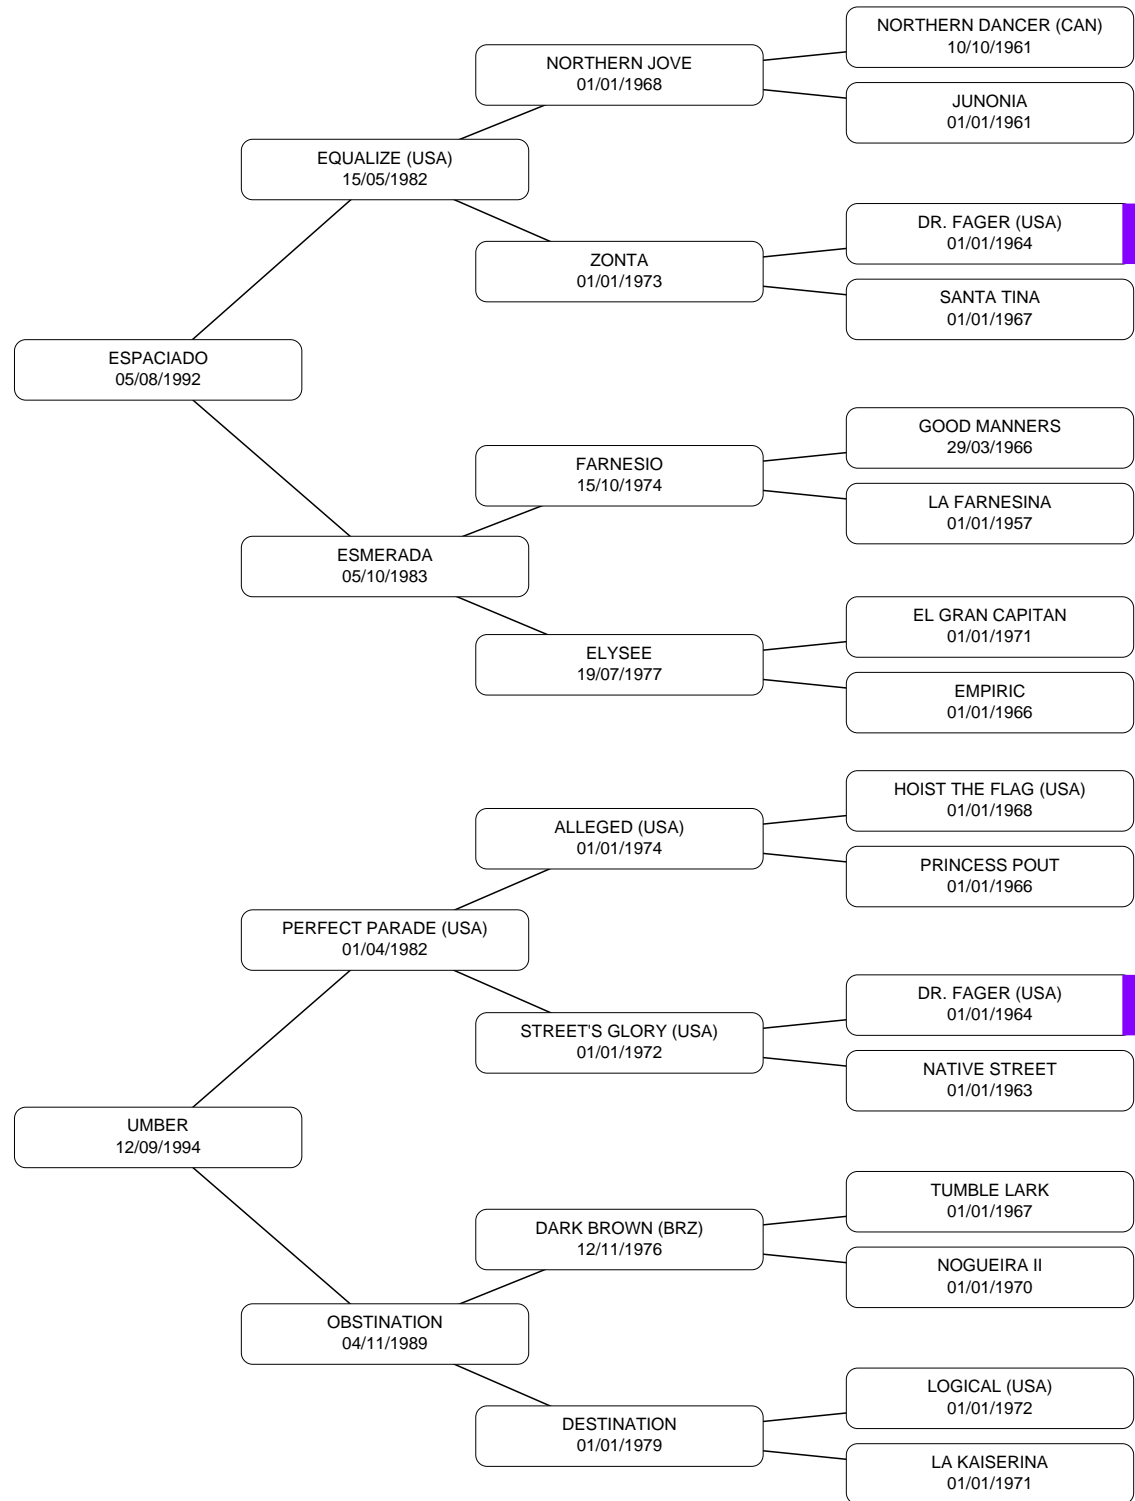 NORTHERN DANCER (CAN)
10/10/1961
NORTHERN JOVE
01/01/1968
JUNONIA
01/01/1961
EQUALIZE (USA)
15/05/1982
DR. FAGER (USA)
01/01/1964
ZONTA
01/01/1973
SANTA TINA
01/01/1967
ESPACIADO
05/08/1992
GOOD MANNERS
29/03/1966
FARNESIO
15/10/1974
LA FARNESINA
01/01/1957
ESMERADA
05/10/1983
EL GRAN CAPITAN
01/01/1971
ELYSEE
19/07/1977
EMPIRIC
01/01/1966
HOIST THE FLAG (USA)
01/01/1968
ALLEGED (USA)
01/01/1974
PRINCESS POUT
01/01/1966
PERFECT PARADE (USA)
01/04/1982
DR. FAGER (USA)
01/01/1964
STREET'S GLORY (USA)
01/01/1972
NATIVE STREET
01/01/1963
UMBER
12/09/1994
TUMBLE LARK
01/01/1967
DARK BROWN (BRZ)
12/11/1976
NOGUEIRA II
01/01/1970
OBSTINATION
04/11/1989
LOGICAL (USA)
01/01/1972
DESTINATION
01/01/1979
LA KAISERINA
01/01/1971